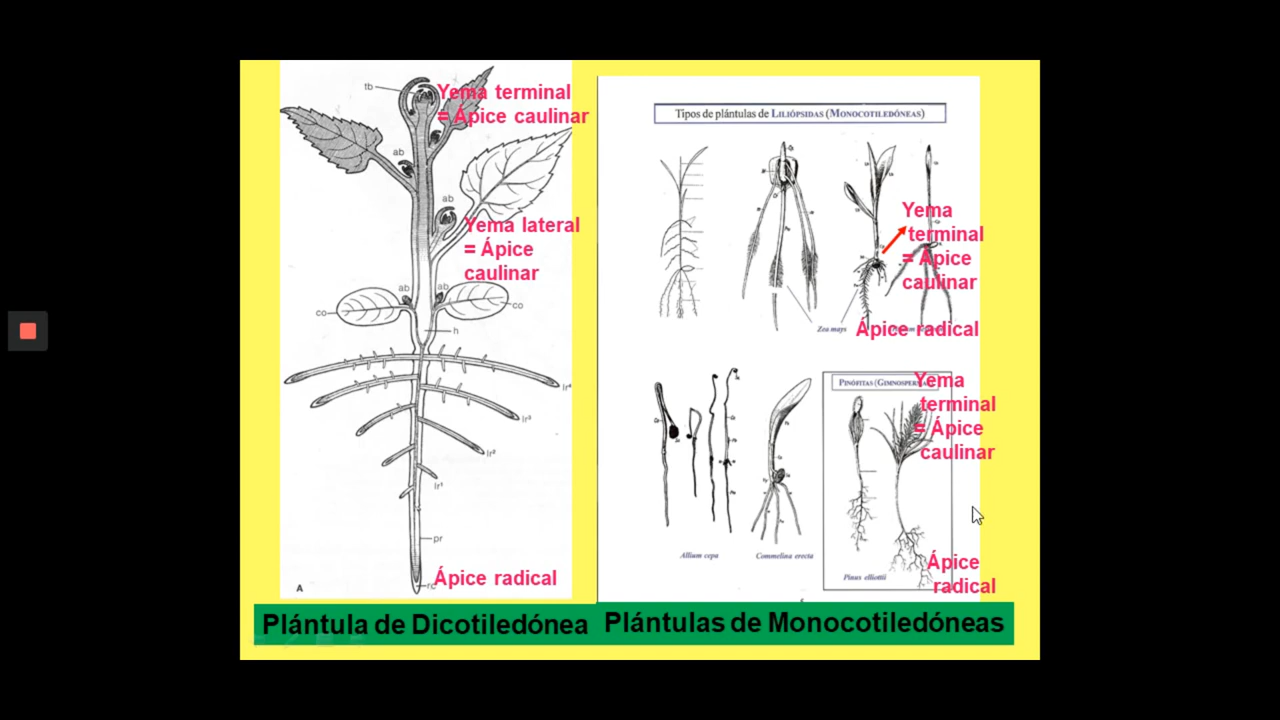 tb
Yema terminal
= Ápice caulinar
ab
ab
Yema lateral
= Ápice
caulinar
ab
ab
co
co
h
lr⁴
lr³
lr²
lr¹
pr
rc
Ápice radical
A
Plántula de Dicotiledónea
Tipos de plántulas de LILIÓPSIDAS (MONOCOTILEDÓNEAS)
Yema
terminal
= Ápice
caulinar
Zea mays
Ápice radical
PINÓFITAS
Yema
terminal
= Ápice
caulinar
Allium cepa
Commelina erecta
Pinus elliottii
Ápice
radical
Plántulas de Monocotiledóneas